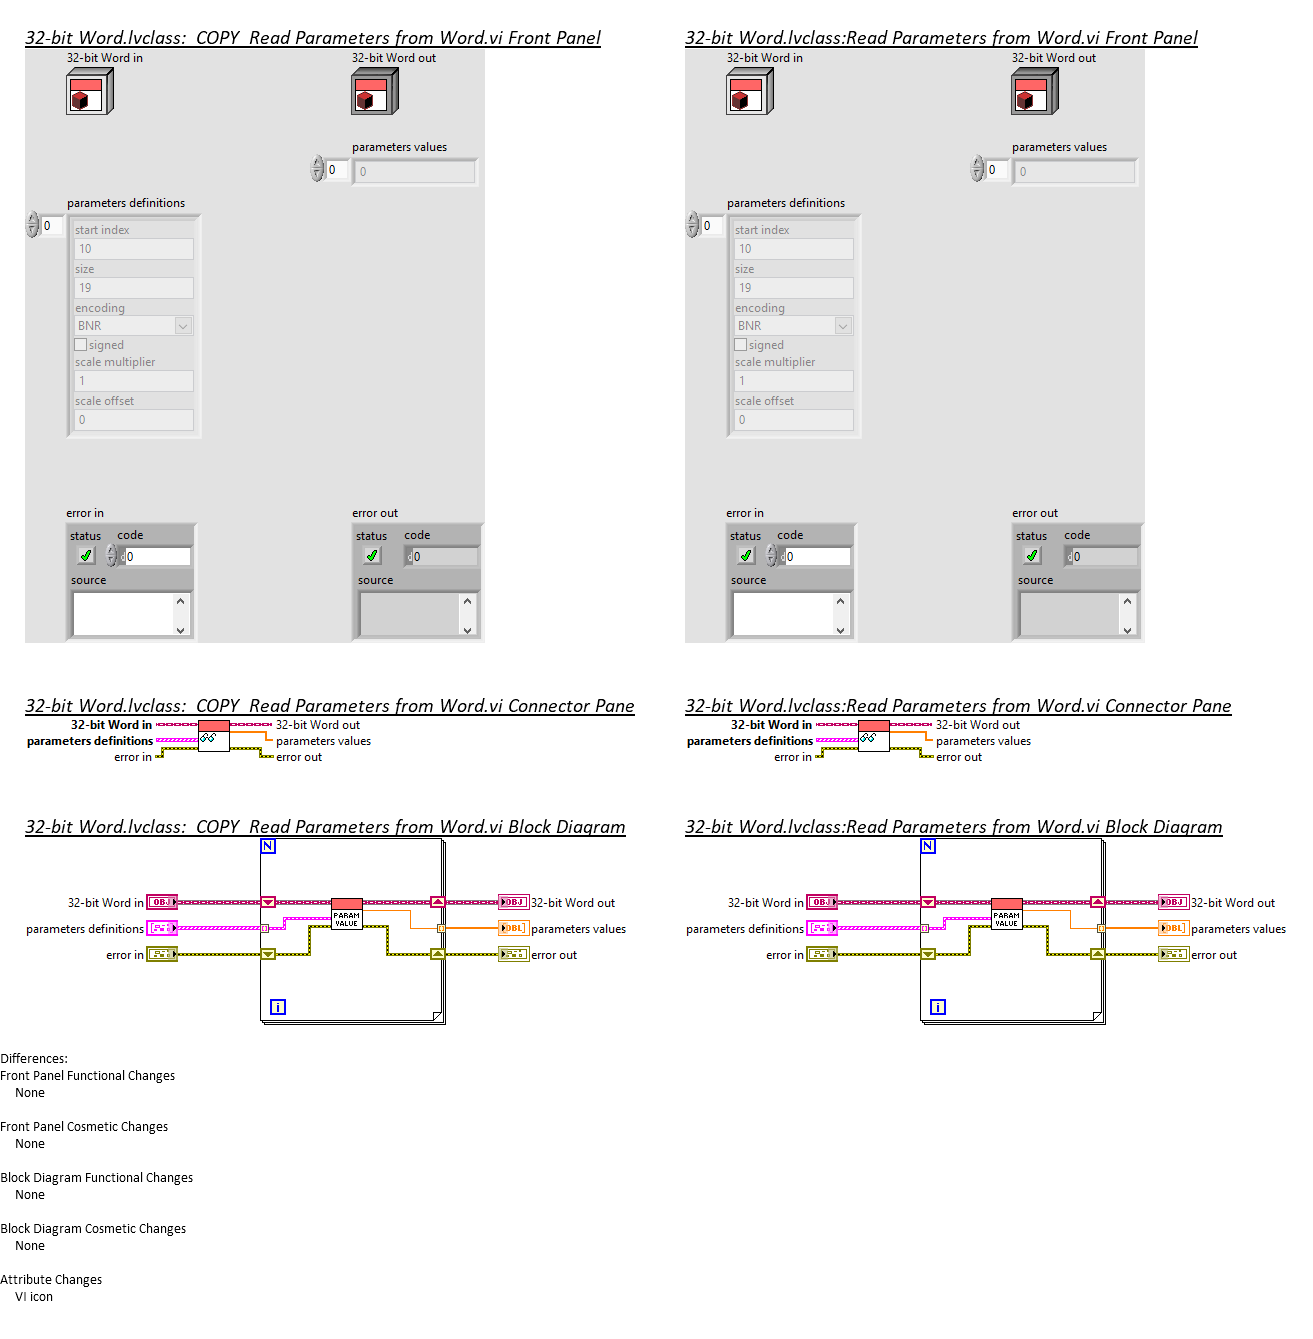 32-bit Word.lvclass:  COPY  Read Parameters from Word.vi Front Panel
32-bit Word in
32-bit Word out
parameters values
0
0
parameters definitions
0
start index
10
size
19
encoding
BNR
signed
scale multiplier
1
scale offset
0
error in
status
code
0
source
error out
status
code
0
source
32-bit Word.lvclass:Read Parameters from Word.vi Front Panel
32-bit Word in
32-bit Word out
parameters values
0
0
parameters definitions
0
start index
10
size
19
encoding
BNR
signed
scale multiplier
1
scale offset
0
error in
status
code
0
source
error out
status
code
0
source
32-bit Word.lvclass:  COPY  Read Parameters from Word.vi Connector Pane
32-bit Word in
32-bit Word out
parameters definitions
parameters values
error in
error out
32-bit Word.lvclass:Read Parameters from Word.vi Connector Pane
32-bit Word in
32-bit Word out
parameters definitions
parameters values
error in
error out
32-bit Word.lvclass:  COPY  Read Parameters from Word.vi Block Diagram
N
32-bit Word in
OBJ
PARAM
VALUE
OBJ
32-bit Word out
parameters definitions
DBL
parameters values
error in
error out
i
32-bit Word.lvclass:Read Parameters from Word.vi Block Diagram
N
32-bit Word in
OBJ
PARAM
VALUE
OBJ
32-bit Word out
parameters definitions
DBL
parameters values
error in
error out
i
Differences:
Front Panel Functional Changes
None
Front Panel Cosmetic Changes
None
Block Diagram Functional Changes
None
Block Diagram Cosmetic Changes
None
Attribute Changes
VI icon